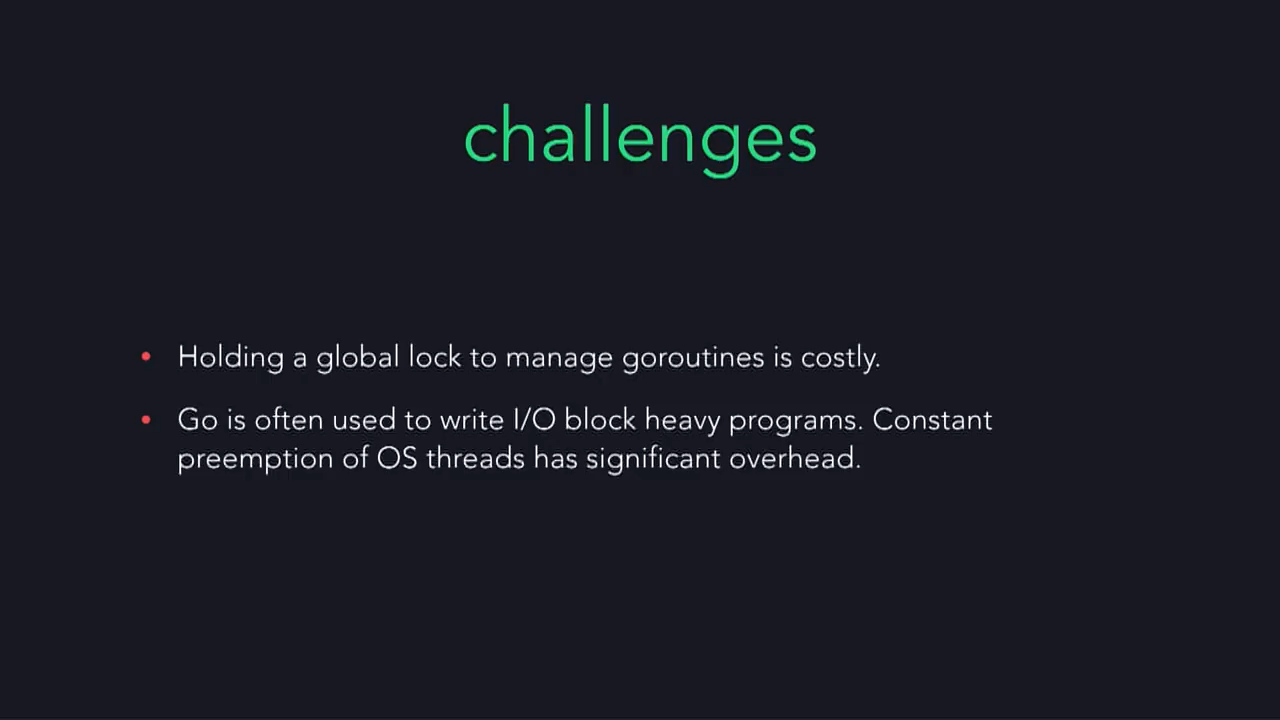 challenges
• Holding a global lock to manage goroutines is costly.
• Go is often used to write I/O block heavy programs. Constant
preemption of OS threads has significant overhead.